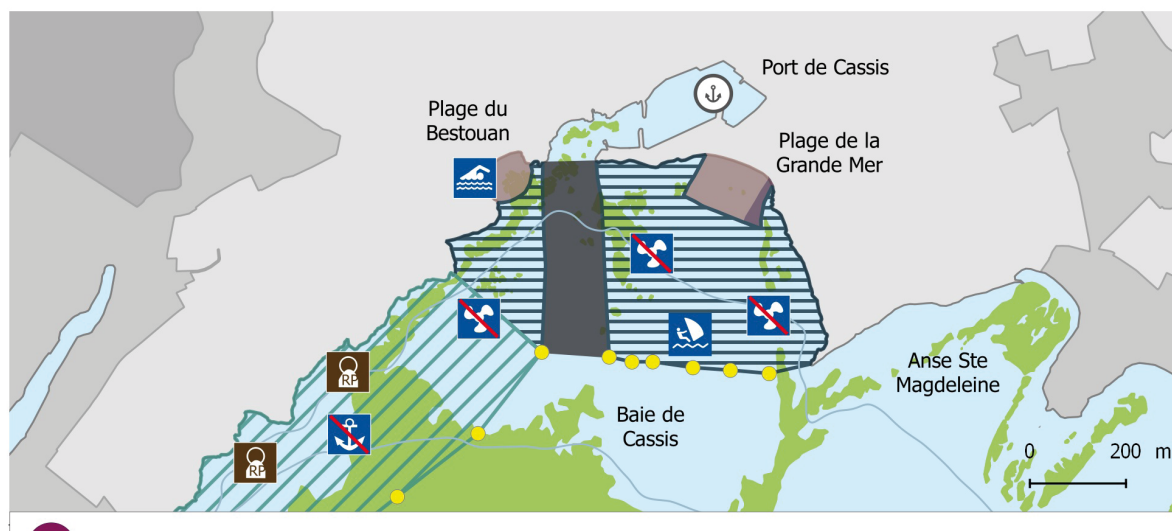 Port de Cassis
Plage du
Bestouan
Plage de la
Grande Mer
RP
Anse Ste
Magdeleine
Baie de
Cassis
RP
0 200 m